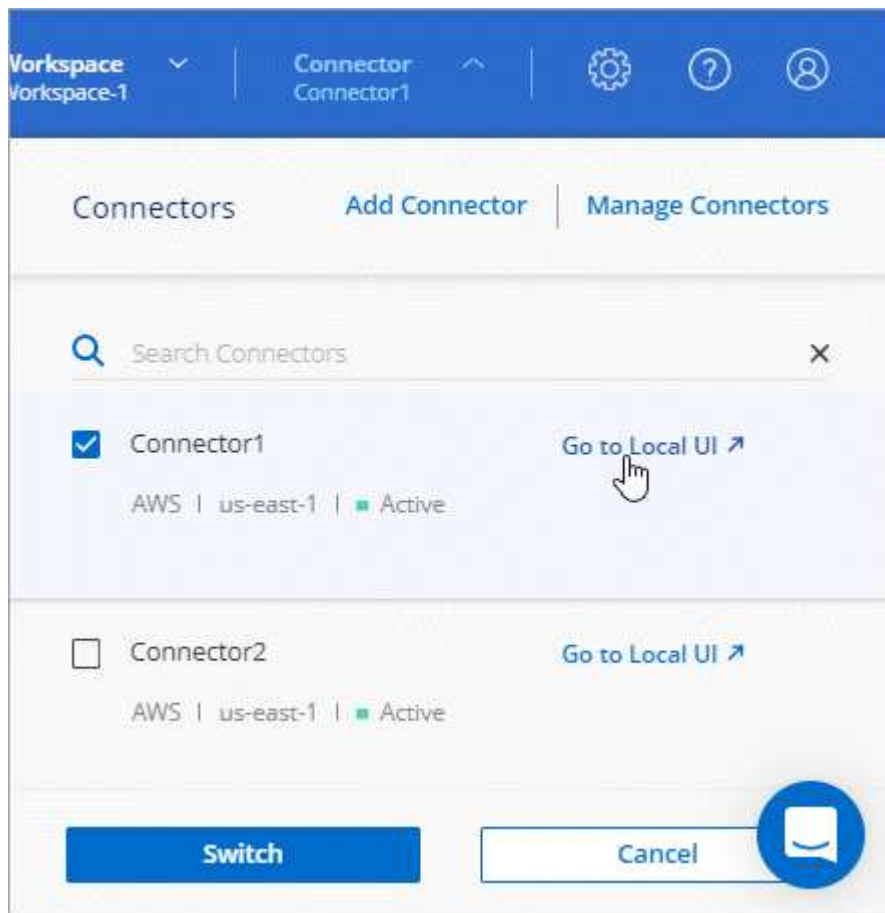 Workspace
Connector
Workspace-1
Connector1
Connectors
Add Connector
Manage Connectors
Search Connectors
Connector1
Go to Local UI
AWS | us-east-1 | Active
Connector2
Go to Local UI
AWS | us-east-1 | Active
Switch
Cancel